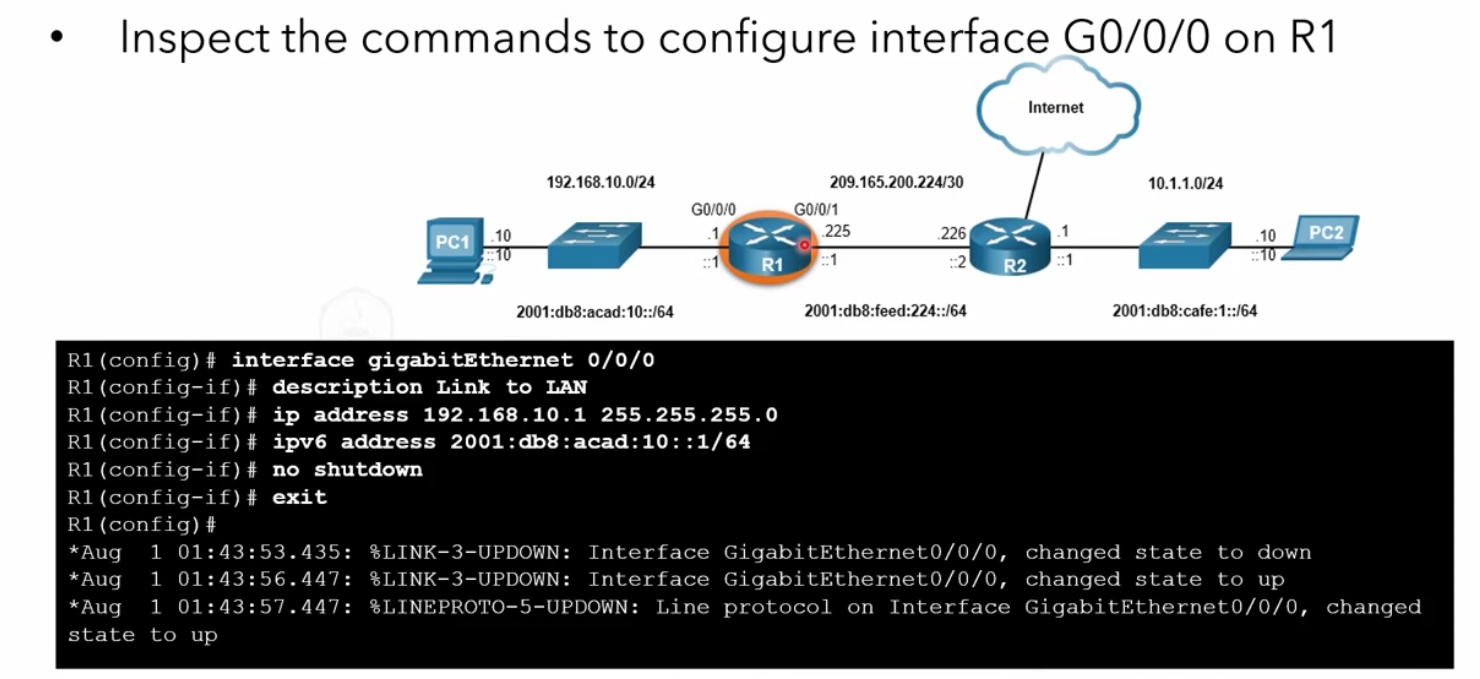 • Inspect the commands to configure interface G0/0/0 on R1
Internet
192.168.10.0/24
209.165.200.224/30
10.1.1.0/24
G0/0/0
G0/0/1
PC1
.10
::10
.1
::1
R1
.225
::1
.226
::2
R2
.1
::1
.10
::10
PC2
2001:db8:acad:10::/64
2001:db8:feed:224::/64
2001:db8:cafe:1::/64
R1(config)# interface gigabitEthernet 0/0/0
R1(config-if)# description Link to LAN
R1(config-if)# ip address 192.168.10.1 255.255.255.0
R1(config-if)# ipv6 address 2001:db8:acad:10::1/64
R1(config-if)# no shutdown
R1(config-if)# exit
R1(config)#
*Aug  1 01:43:53.435: %LINK-3-UPDOWN: Interface GigabitEthernet0/0/0, changed state to down
*Aug  1 01:43:56.447: %LINK-3-UPDOWN: Interface GigabitEthernet0/0/0, changed state to up
*Aug  1 01:43:57.447: %LINEPROTO-5-UPDOWN: Line protocol on Interface GigabitEthernet0/0/0, changed
state to up